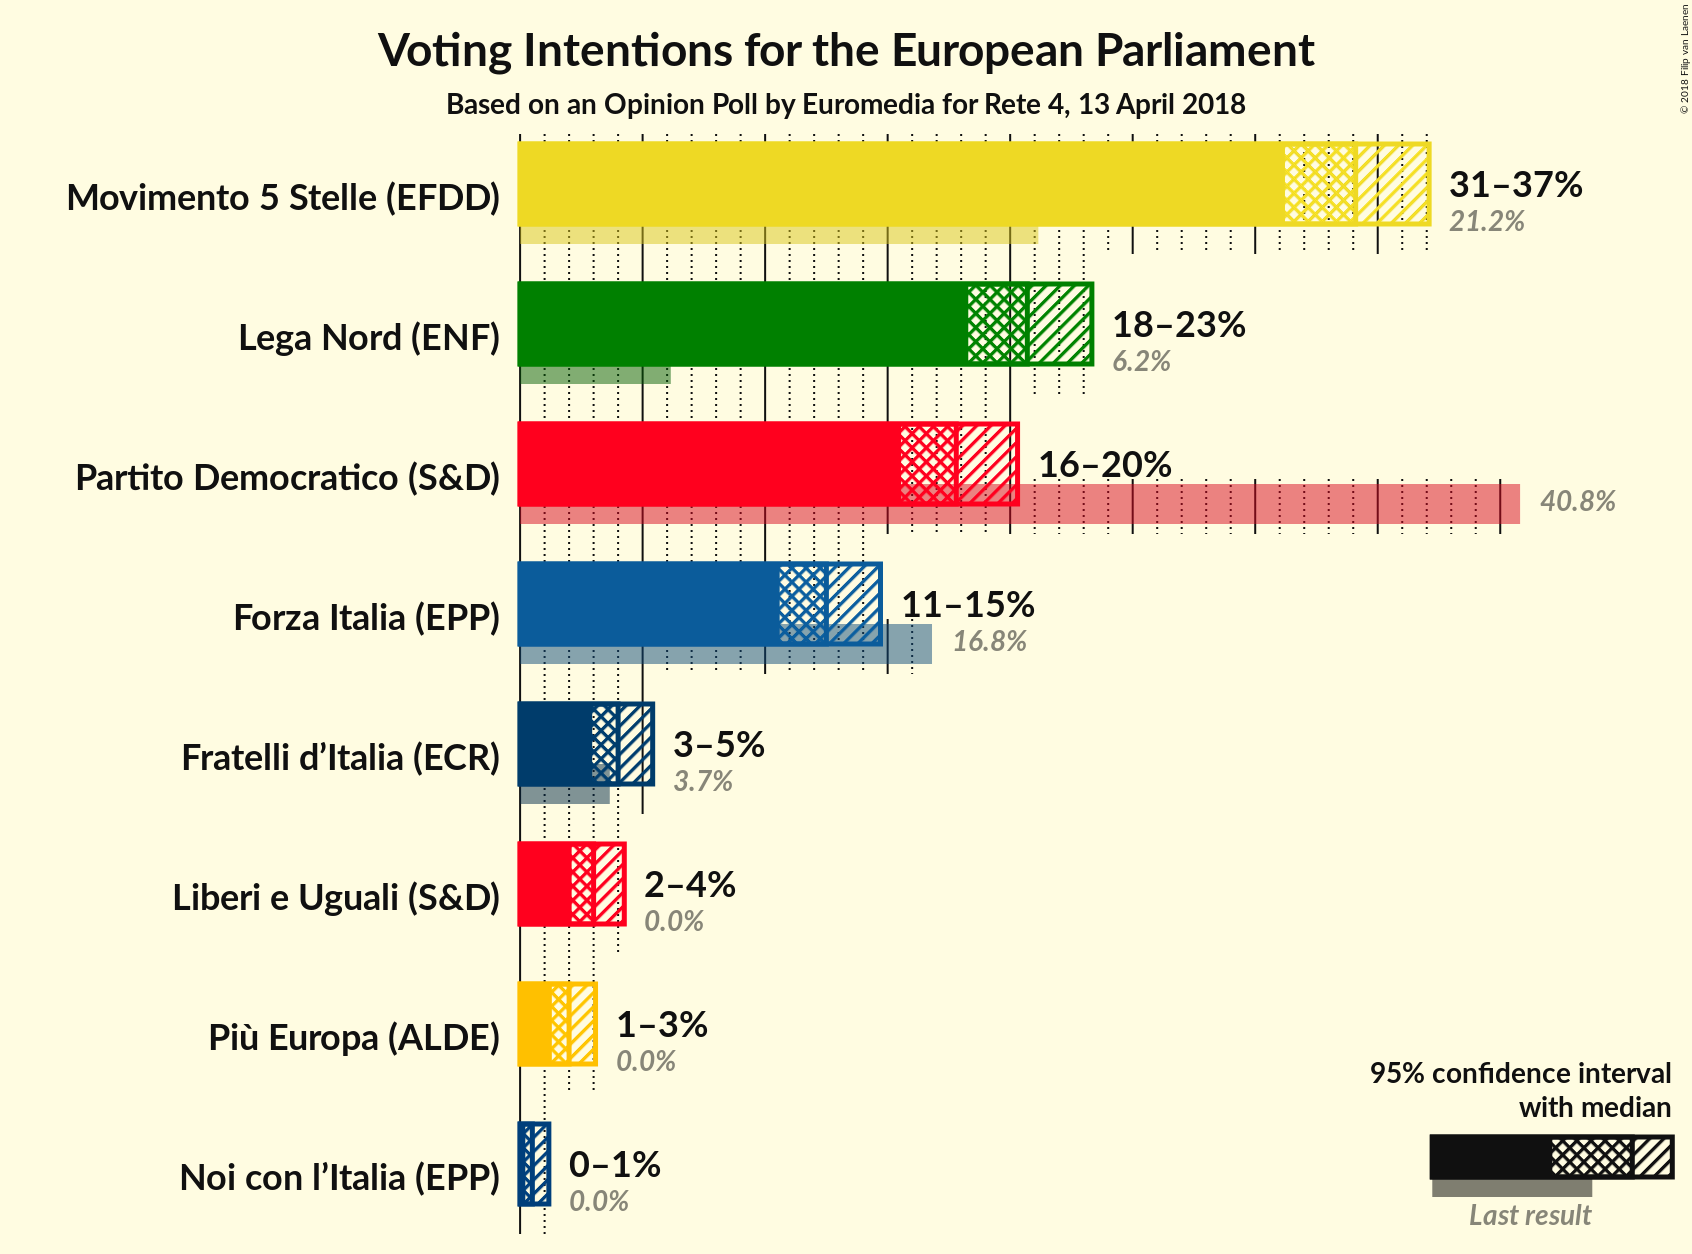 Voting Intentions for the European Parliament
Based on an Opinion Poll by Euromedia for Rete 4, 13 April 2018
© 2018 Filip van Laenen
Movimento 5 Stelle (EFDD)
31–37%
21.2%
Lega Nord (ENF)
18–23%
6.2%
Partito Democratico (S&D)
16–20%
40.8%
Forza Italia (EPP)
11–15%
16.8%
Fratelli d’Italia (ECR)
3–5%
3.7%
Liberi e Uguali (S&D)
2–4%
0.0%
Più Europa (ALDE)
1–3%
0.0%
Noi con l’Italia (EPP)
0–1%
0.0%
95% confidence interval
with median
Last result